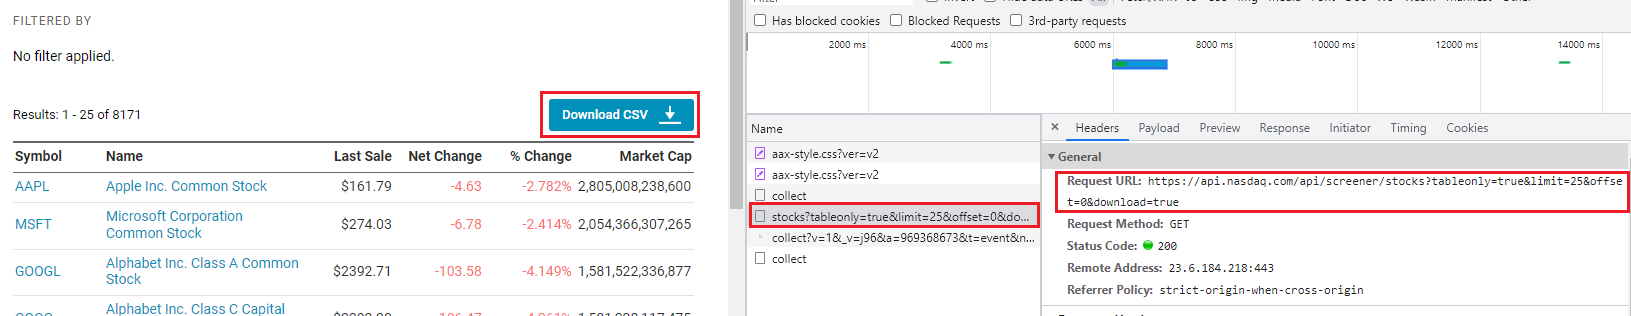 FILTERED BY
No filter applied.
Results: 1 - 25 of 8171
Download CSV
Symbol Name Last Sale Net Change % Change Market Cap
AAPL Apple Inc. Common Stock $161.79 -4.63 -2.782% 2,805,008,238,600
MSFT Microsoft Corporation Common Stock $274.03 -6.78 -2.414% 2,054,366,307,265
GOOGL Alphabet Inc. Class A Common Stock $2392.71 -103.58 -4.149% 1,581,522,336,877
Alphabet Inc. Class C Capital
Has blocked cookies Blocked Requests 3rd-party requests
2000 ms 4000 ms 6000 ms 8000 ms 10000 ms 12000 ms 14000 ms
Name
aax-style.css?ver=v2
aax-style.css?ver=v2
collect
stocks?tableonly=true&limit=25&offset=0&do...
collect?v=1&_v=j96&a=969368673&t=event&n...
collect
× Headers Payload Preview Response Initiator Timing Cookies
General
Request URL: https://api.nasdaq.com/api/screener/stocks?tableonly=true&limit=25&offse
t=0&download=true
Request Method: GET
Status Code: 200
Remote Address: 23.6.184.218:443
Referrer Policy: strict-origin-when-cross-origin